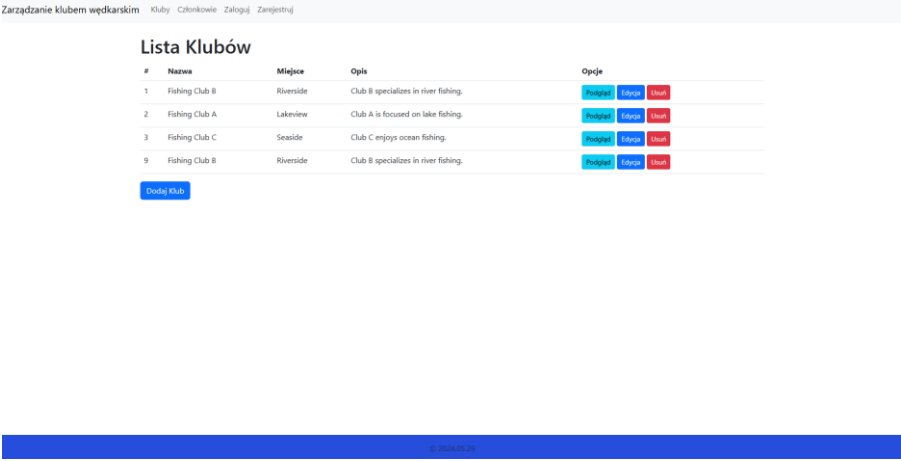 Zarządzanie klubem wędkarskim Kluby Członkowie Zaloguj Zarejestruj
Lista Klubów
# Nazwa Miejsce Opis Opcje
1 Fishing Club B Riverside Club B specializes in river fishing. Podgląd Edycja Usuń
2 Fishing Club A Lakeview Club A is focused on lake fishing. Podgląd Edycja Usuń
3 Fishing Club C Seaside Club C enjoys ocean fishing. Podgląd Edycja Usuń
9 Fishing Club B Riverside Club B specializes in river fishing. Podgląd Edycja Usuń
Dodaj Klub
© 2024.05.29